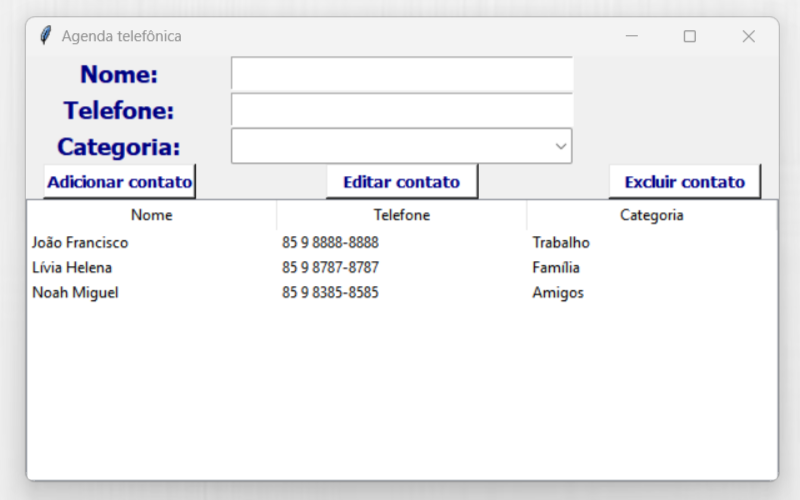 Agenda telefônica
Nome:
Telefone:
Categoria:
Adicionar contato Editar contato Excluir contato
Nome Telefone Categoria
João Francisco 85 9 8888-8888 Trabalho
Lívia Helena 85 9 8787-8787 Família
Noah Miguel 85 9 8385-8585 Amigos